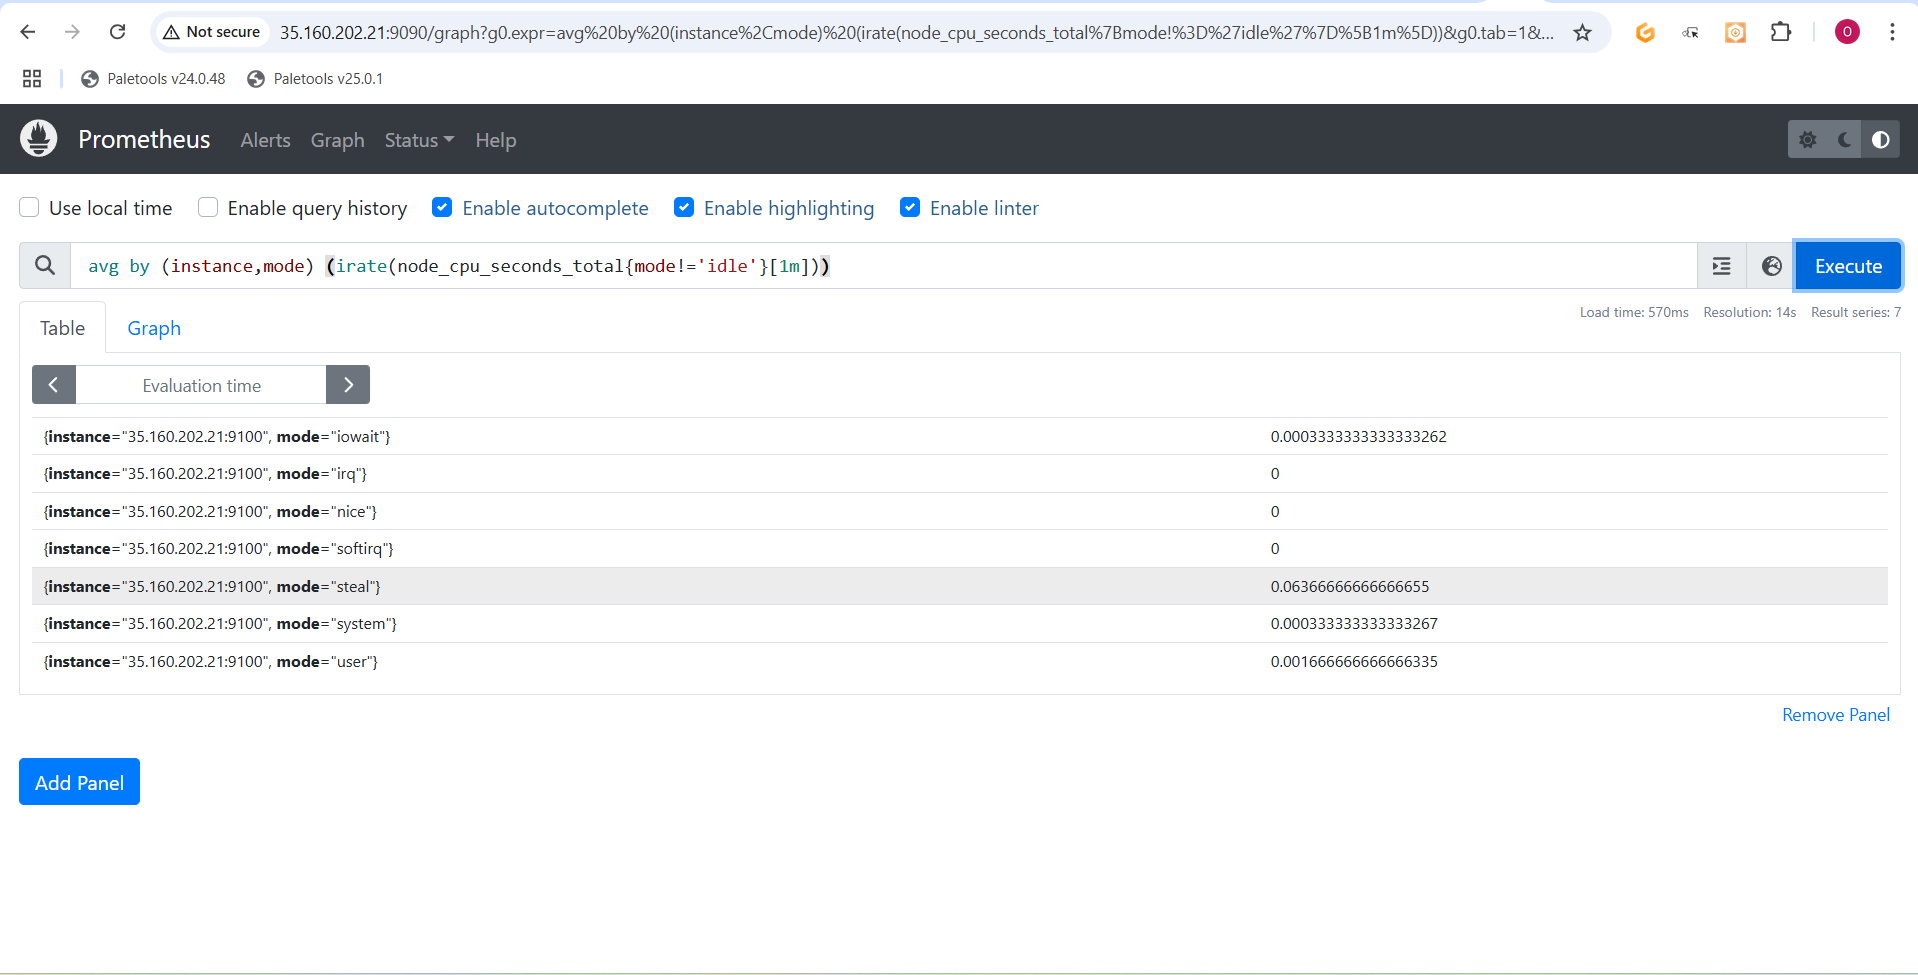 Not secure 35.160.202.21:9090/graph?g0.expr=avg%20by%20(instance%2Cmode)%20(irate(node_cpu_seconds_total%7Bmode!%3D%27idle%27%7D%5B1m%5D))&g0.tab=1&... O
Paletools v24.0.48 Paletools v25.0.1
Prometheus Alerts Graph Status Help
Use local time Enable query history Enable autocomplete Enable highlighting Enable linter
avg by (instance,mode) (irate(node_cpu_seconds_total{mode!='idle'}[1m])) Execute
Load time: 570ms Resolution: 14s Result series: 7
Table Graph
Evaluation time
{instance="35.160.202.21:9100", mode="iowait"} 0.0003333333333333262
{instance="35.160.202.21:9100", mode="irq"} 0
{instance="35.160.202.21:9100", mode="nice"} 0
{instance="35.160.202.21:9100", mode="softirq"} 0
{instance="35.160.202.21:9100", mode="steal"} 0.06366666666666655
{instance="35.160.202.21:9100", mode="system"} 0.000333333333333267
{instance="35.160.202.21:9100", mode="user"} 0.001666666666666335
Remove Panel
Add Panel